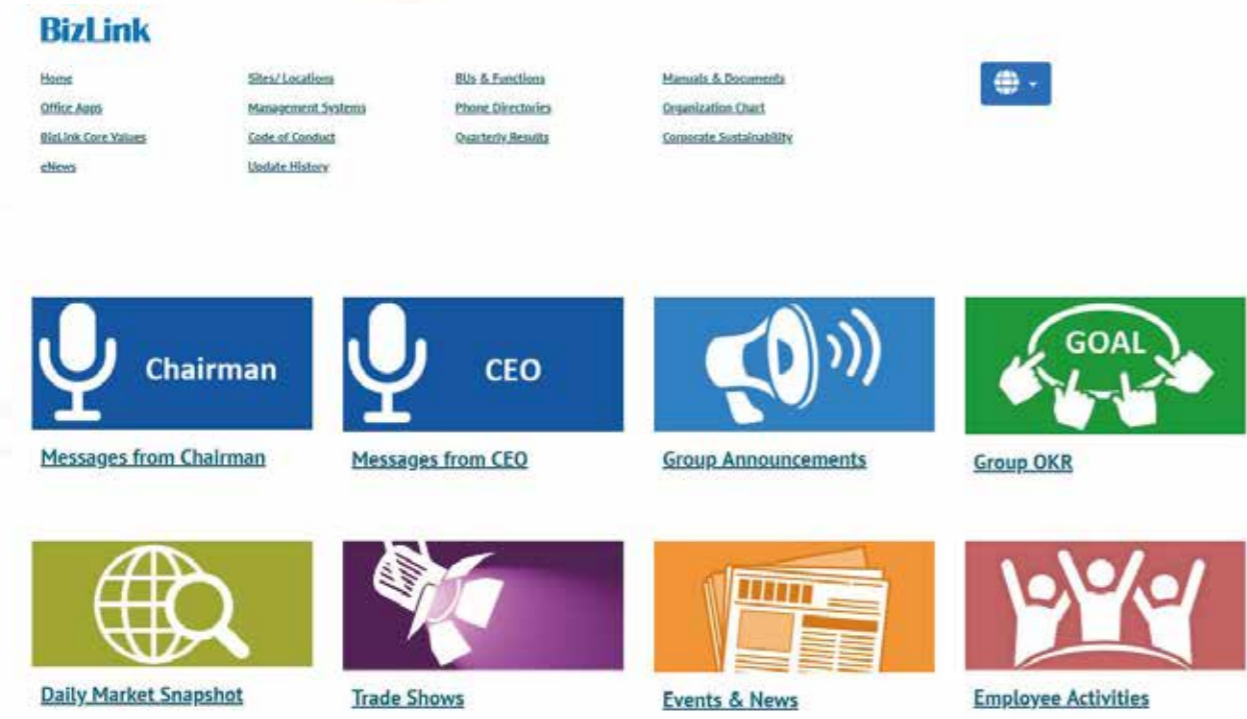 BizLink
Home Sites/ Locations BUs & Functions Manuals & Documents
Office Apps Management Systems Phone Directories Organization Chart
BizLink Core Values Code of Conduct Quarterly Results Corporate Sustainability
eNews Update History
Chairman CEO GOAL
Messages from Chairman Messages from CEO Group Announcements Group OKR
Daily Market Snapshot Trade Shows Events & News Employee Activities